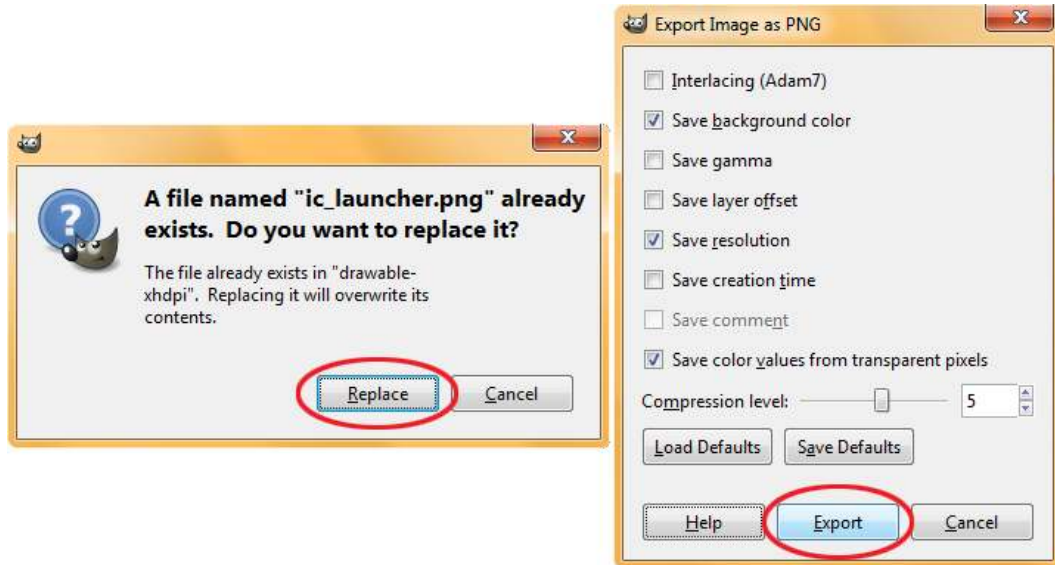 A file named "ic_launcher.png" already
exists.  Do you want to replace it?
The file already exists in "drawable-
xhdpi".  Replacing it will overwrite its
contents.
Replace
Cancel
Export Image as PNG
Interlacing (Adam7)
Save background color
Save gamma
Save layer offset
Save resolution
Save creation time
Save comment
Save color values from transparent pixels
Compression level:
5
Load Defaults
Save Defaults
Help
Export
Cancel